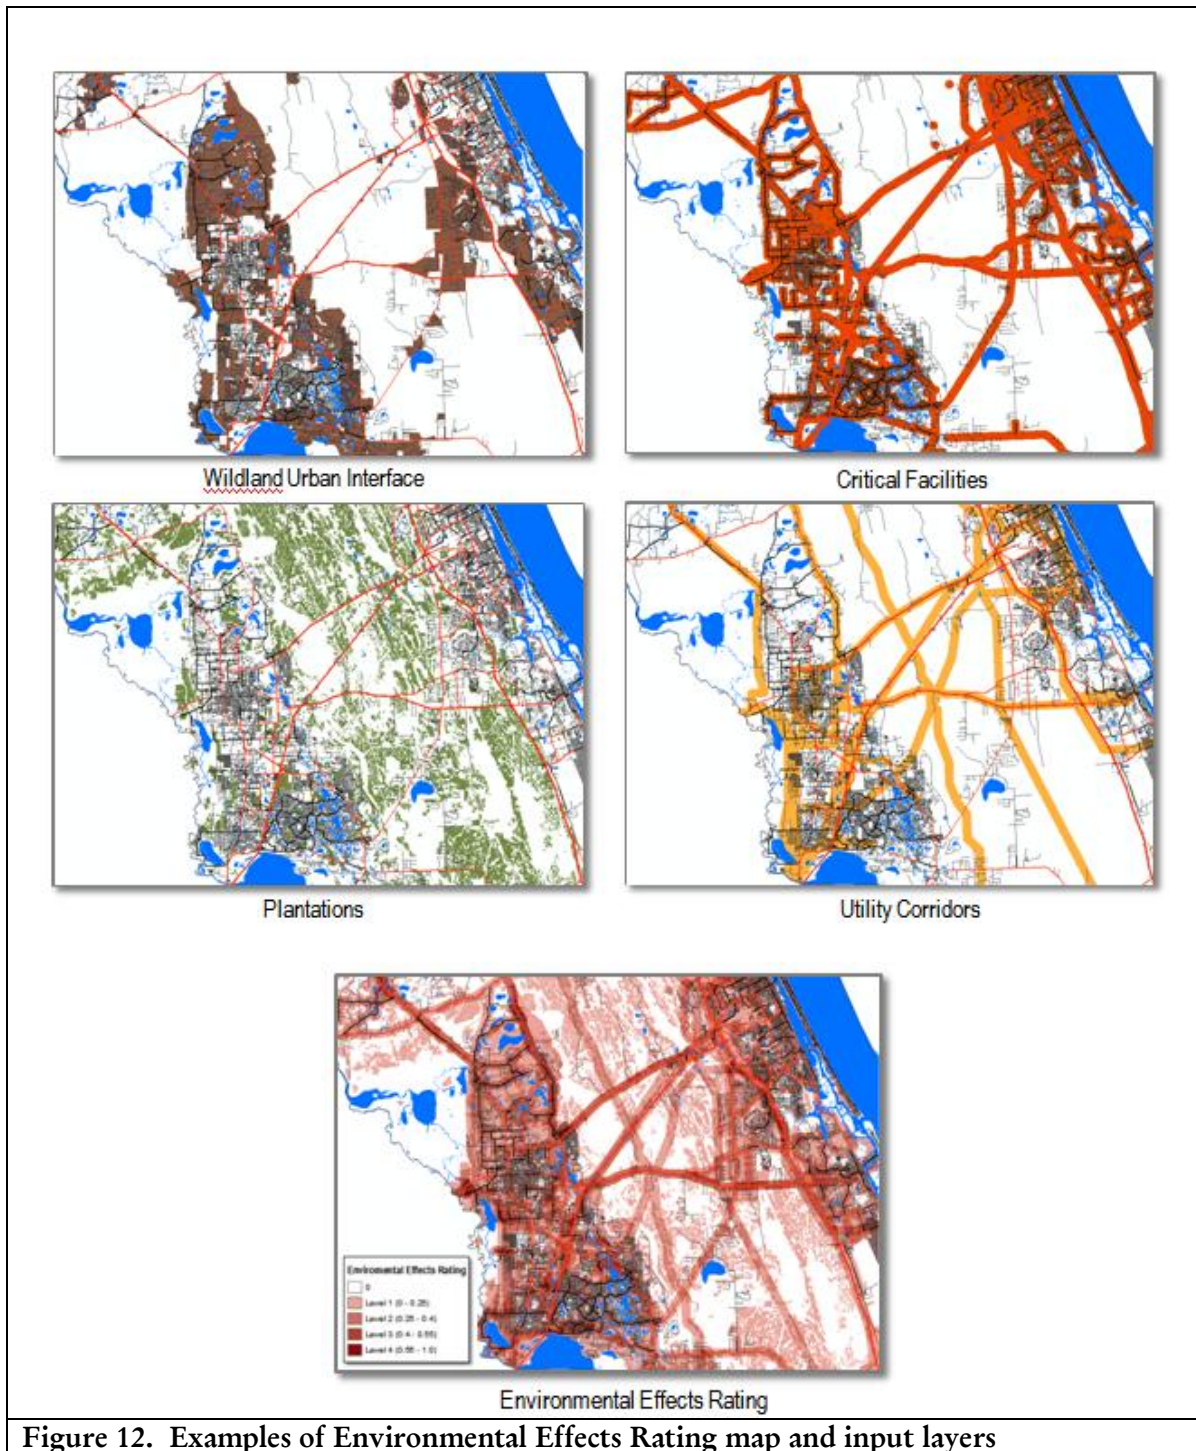 Wildland Urban Interface
Critical Facilities
Plantations
Utility Corridors
Enviromental Effects Rating
0
Level 1 (0 - 0.25)
Level 2 (0.25 - 0.4)
Level 3 (0.4 - 0.55)
Level 4 (0.55 - 1.0)
Environmental Effects Rating
Figure 12. Examples of Environmental Effects Rating map and input layers